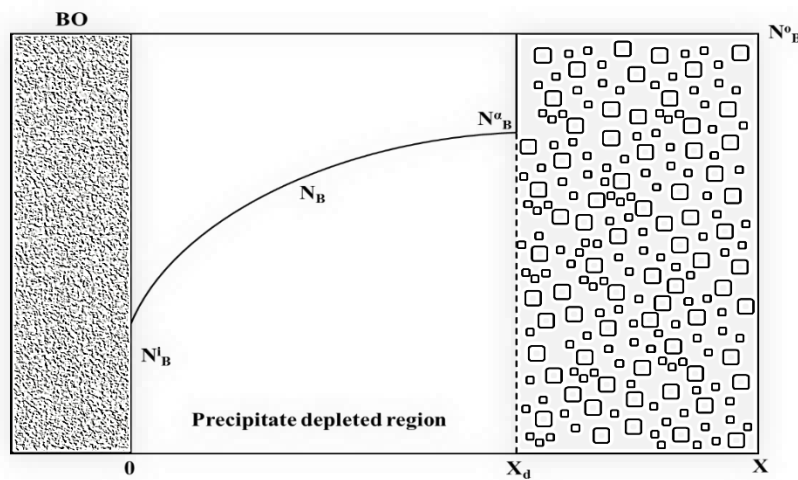 BO
N°B
NαB
NB
NiB
Precipitate depleted region
0
Xd
X